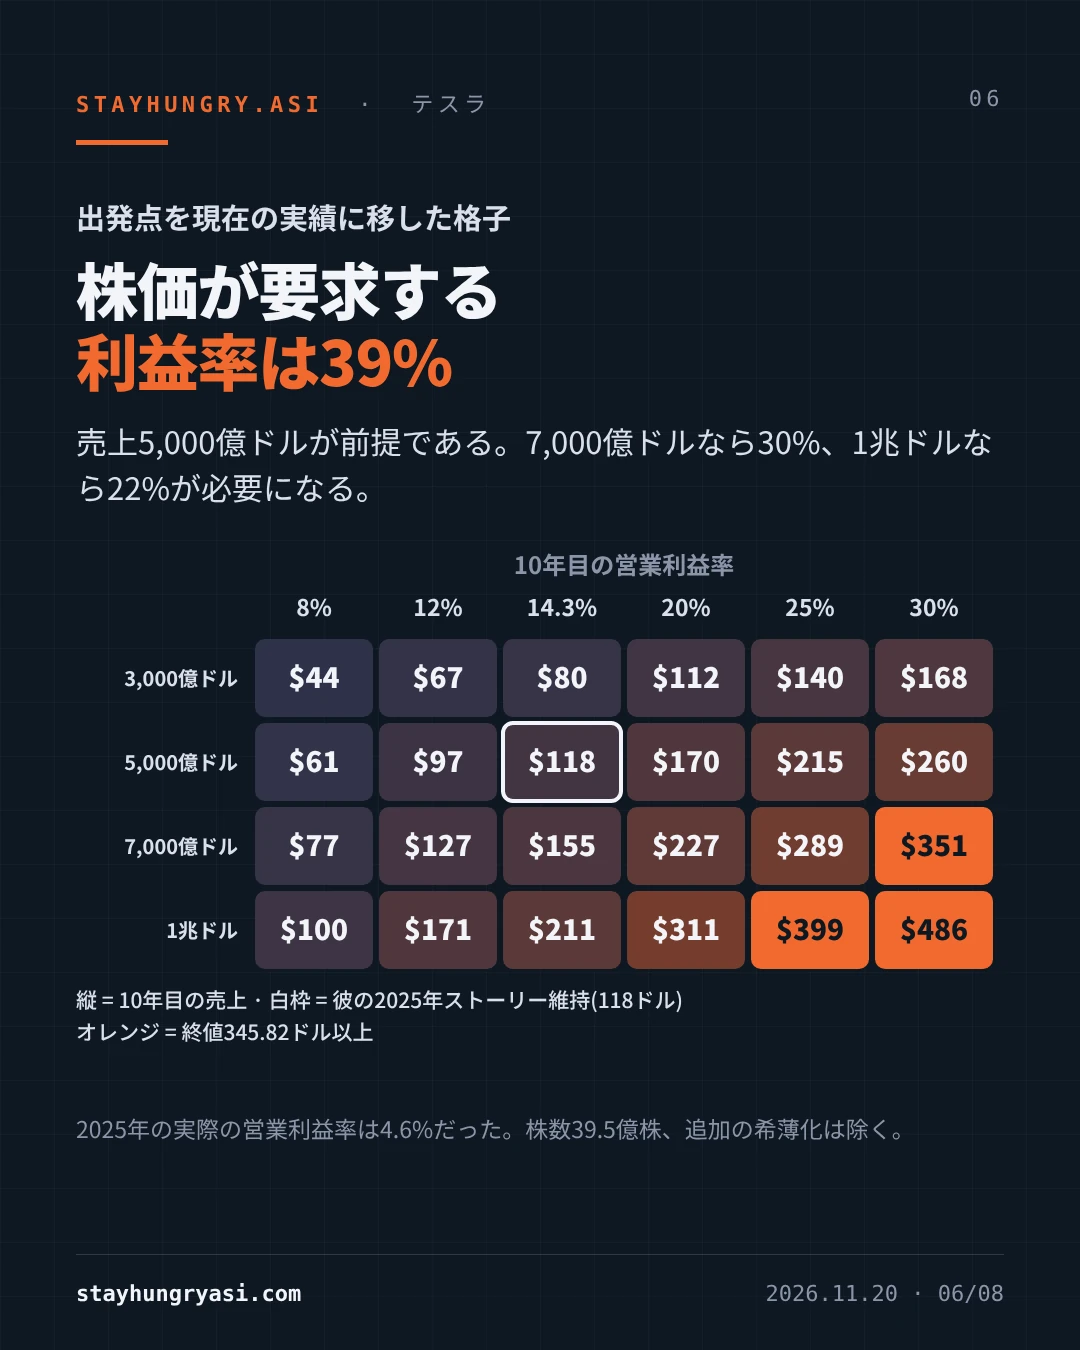 STAYHUNGRY.ASI · テスラ 06
出発点を現在の実績に移した格子
株価が要求する
利益率は39%
売上5,000億ドルが前提である。7,000億ドルなら30%、1兆ドルな
ら22%が必要になる。
10年目の営業利益率
8% 12% 14.3% 20% 25% 30%
3,000億ドル $44 $67 $80 $112 $140 $168
5,000億ドル $61 $97 $118 $170 $215 $260
7,000億ドル $77 $127 $155 $227 $289 $351
1兆ドル $100 $171 $211 $311 $399 $486
縦 = 10年目の売上 · 白枠 = 彼の2025年ストーリー維持(118ドル)
オレンジ = 終値345.82ドル以上
2025年の実際の営業利益率は4.6%だった。株数39.5億株、追加の希薄化は除く。
stayhungryasi.com 2026.11.20 · 06/08